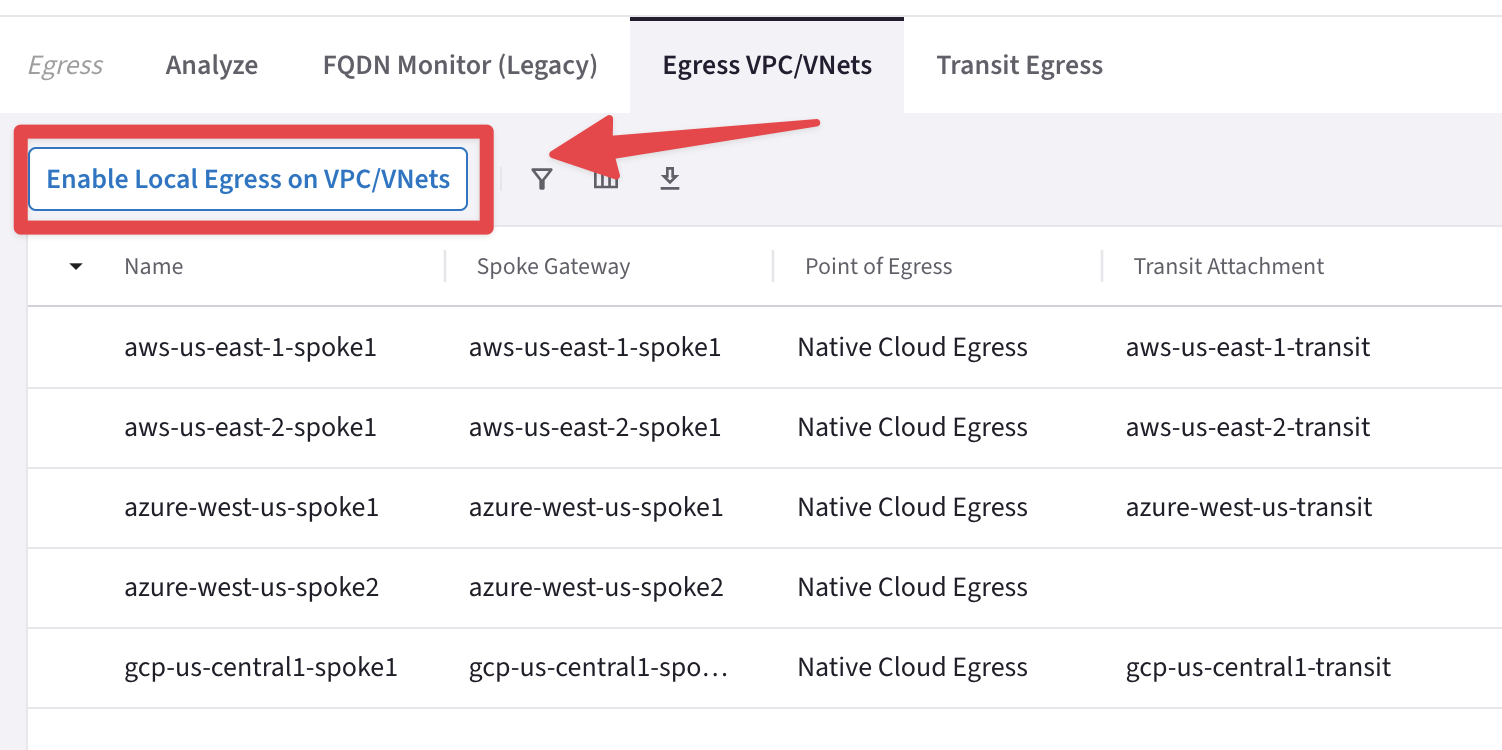 Egress Analyze FQDN Monitor (Legacy) Egress VPC/VNets Transit Egress
Enable Local Egress on VPC/VNets
Name Spoke Gateway Point of Egress Transit Attachment
aws-us-east-1-spoke1 aws-us-east-1-spoke1 Native Cloud Egress aws-us-east-1-transit
aws-us-east-2-spoke1 aws-us-east-2-spoke1 Native Cloud Egress aws-us-east-2-transit
azure-west-us-spoke1 azure-west-us-spoke1 Native Cloud Egress azure-west-us-transit
azure-west-us-spoke2 azure-west-us-spoke2 Native Cloud Egress
gcp-us-central1-spoke1 gcp-us-central1-spo… Native Cloud Egress gcp-us-central1-transit